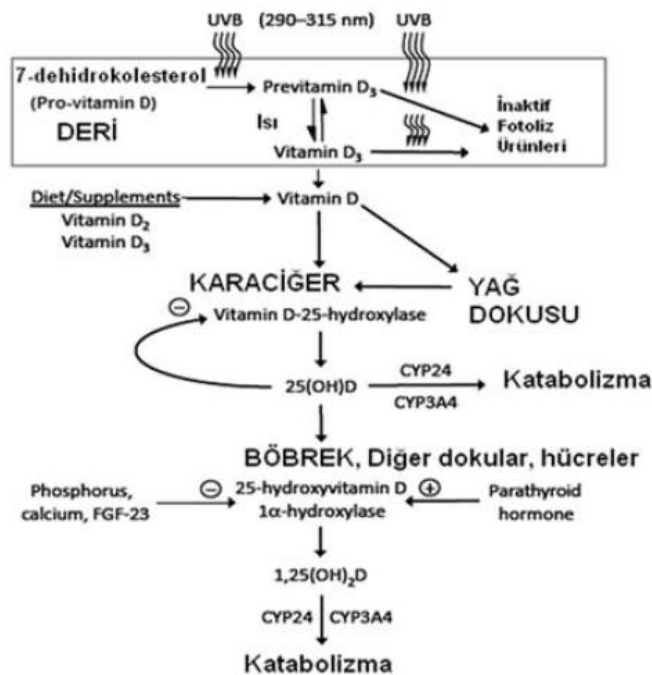 UVB (290–315 nm) UVB
7-dehidrokolesterol
(Pro-vitamin D)
DERİ
Previtamin D₃
Isı
Vitamin D₃
İnaktif
Fotoliz
Ürünleri
Diet/Supplements
Vitamin D₂
Vitamin D₃
Vitamin D
KARACİĞER
YAĞ
DOKUSU
Vitamin D-25-hydroxylase
25(OH)D
CYP24
CYP3A4
Katabolizma
BÖBREK, Diğer dokular, hücreler
Phosphorus,
calcium, FGF-23
25-hydroxyvitamin D
1α-hydroxylase
Parathyroid
hormone
1,25(OH)₂D
CYP24 CYP3A4
Katabolizma